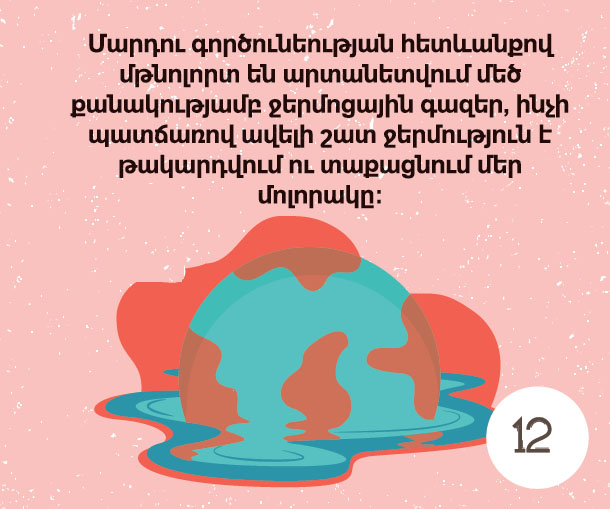 Մարդու գործունեության հետևանքով
մթնոլորտ են արտանետվում մեծ
քանակությամբ ջերմոցային գազեր, ինչի
պատճառով ավելի շատ ջերմություն է
թակարդվում ու տաքացնում մեր
մոլորակը:
12